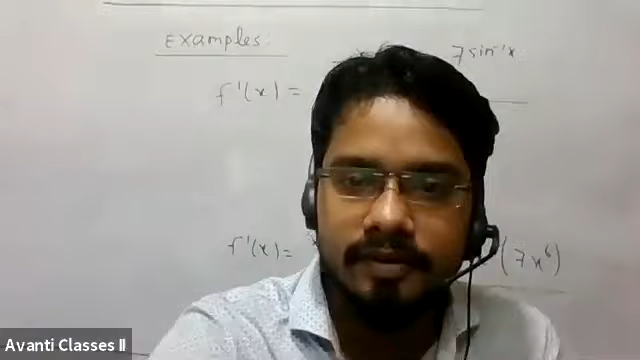 Examples:
7 sin⁻¹x
f'(x) =
f'(x) =
(7x⁶)
Avanti Classes II